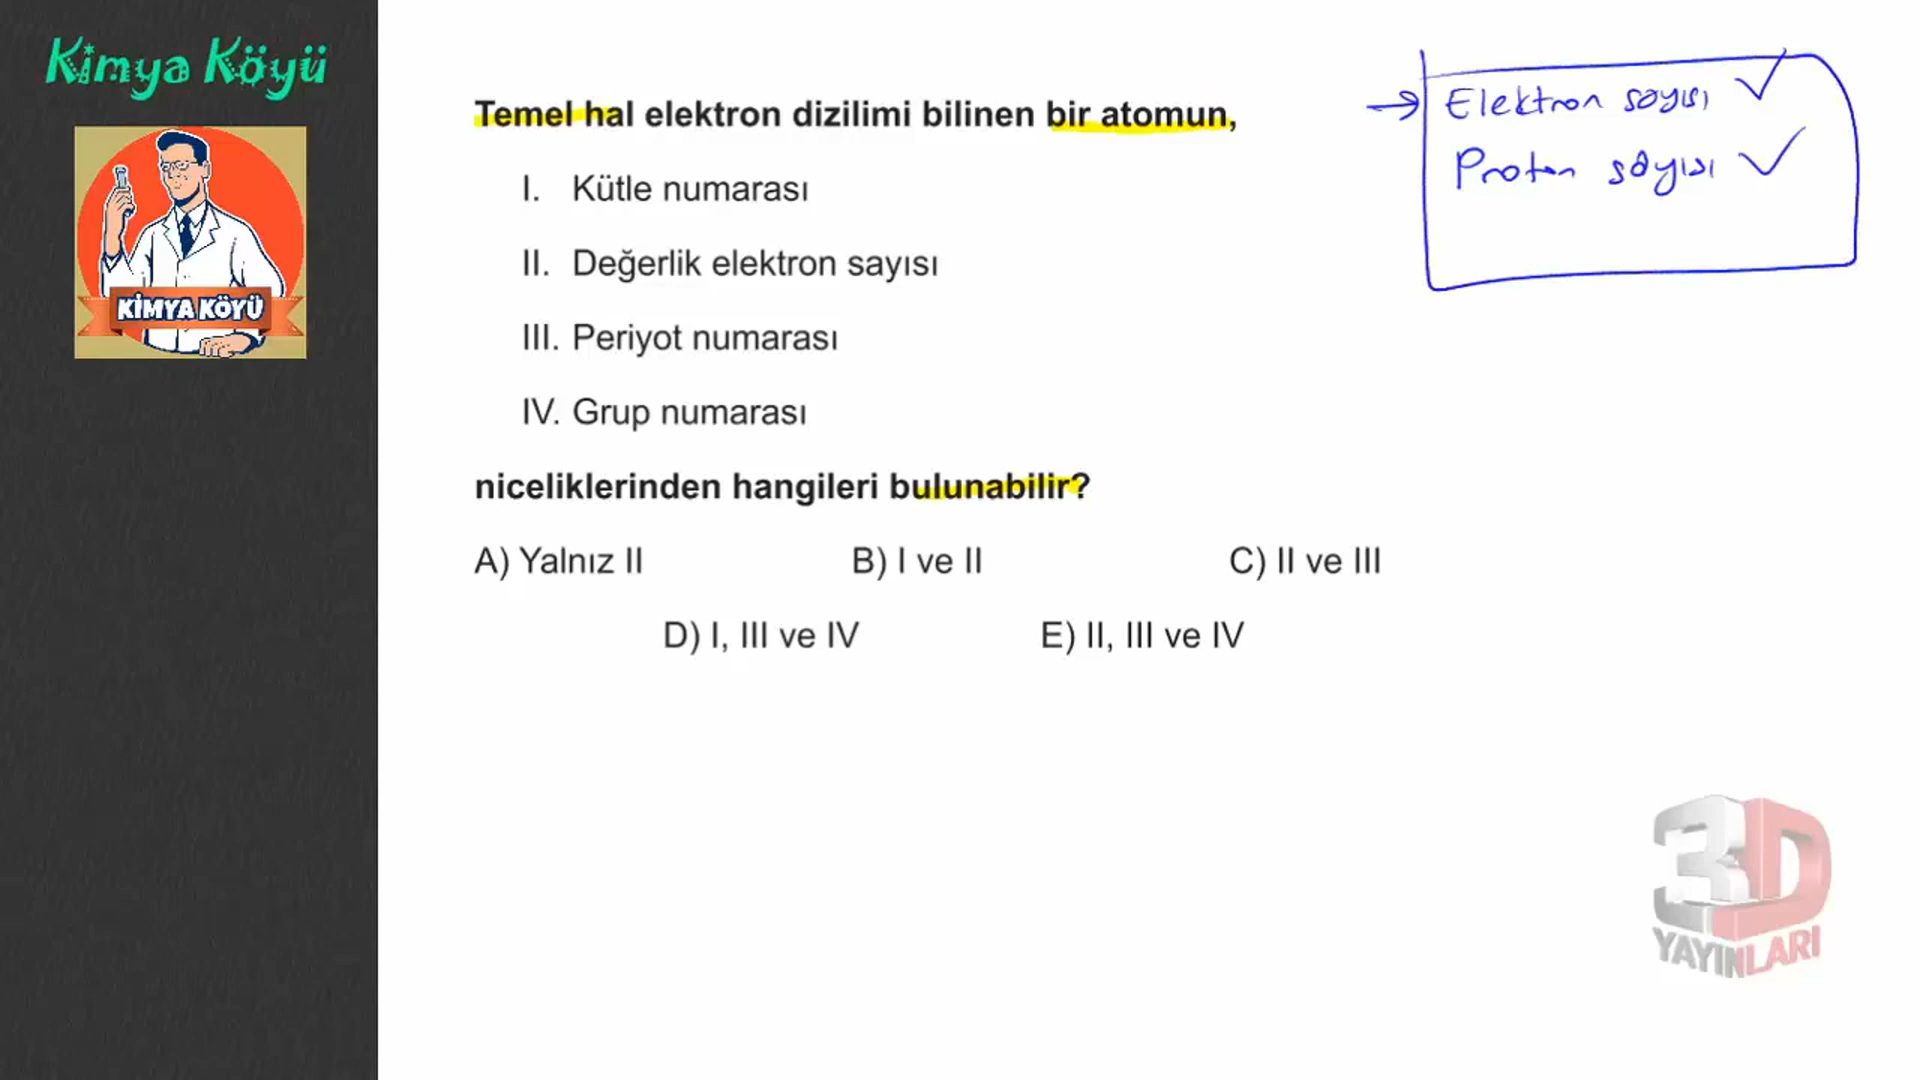 Kimya Köyü
KİMYA KÖYÜ
Temel hal elektron dizilimi bilinen bir atomun,
I. Kütle numarası
II. Değerlik elektron sayısı
III. Periyot numarası
IV. Grup numarası
niceliklerinden hangileri bulunabilir?
A) Yalnız II B) I ve II C) II ve III
D) I, III ve IV E) II, III ve IV
→ Elektron sayısı ✓
Proton sayısı ✓
3D
YAYINLARI